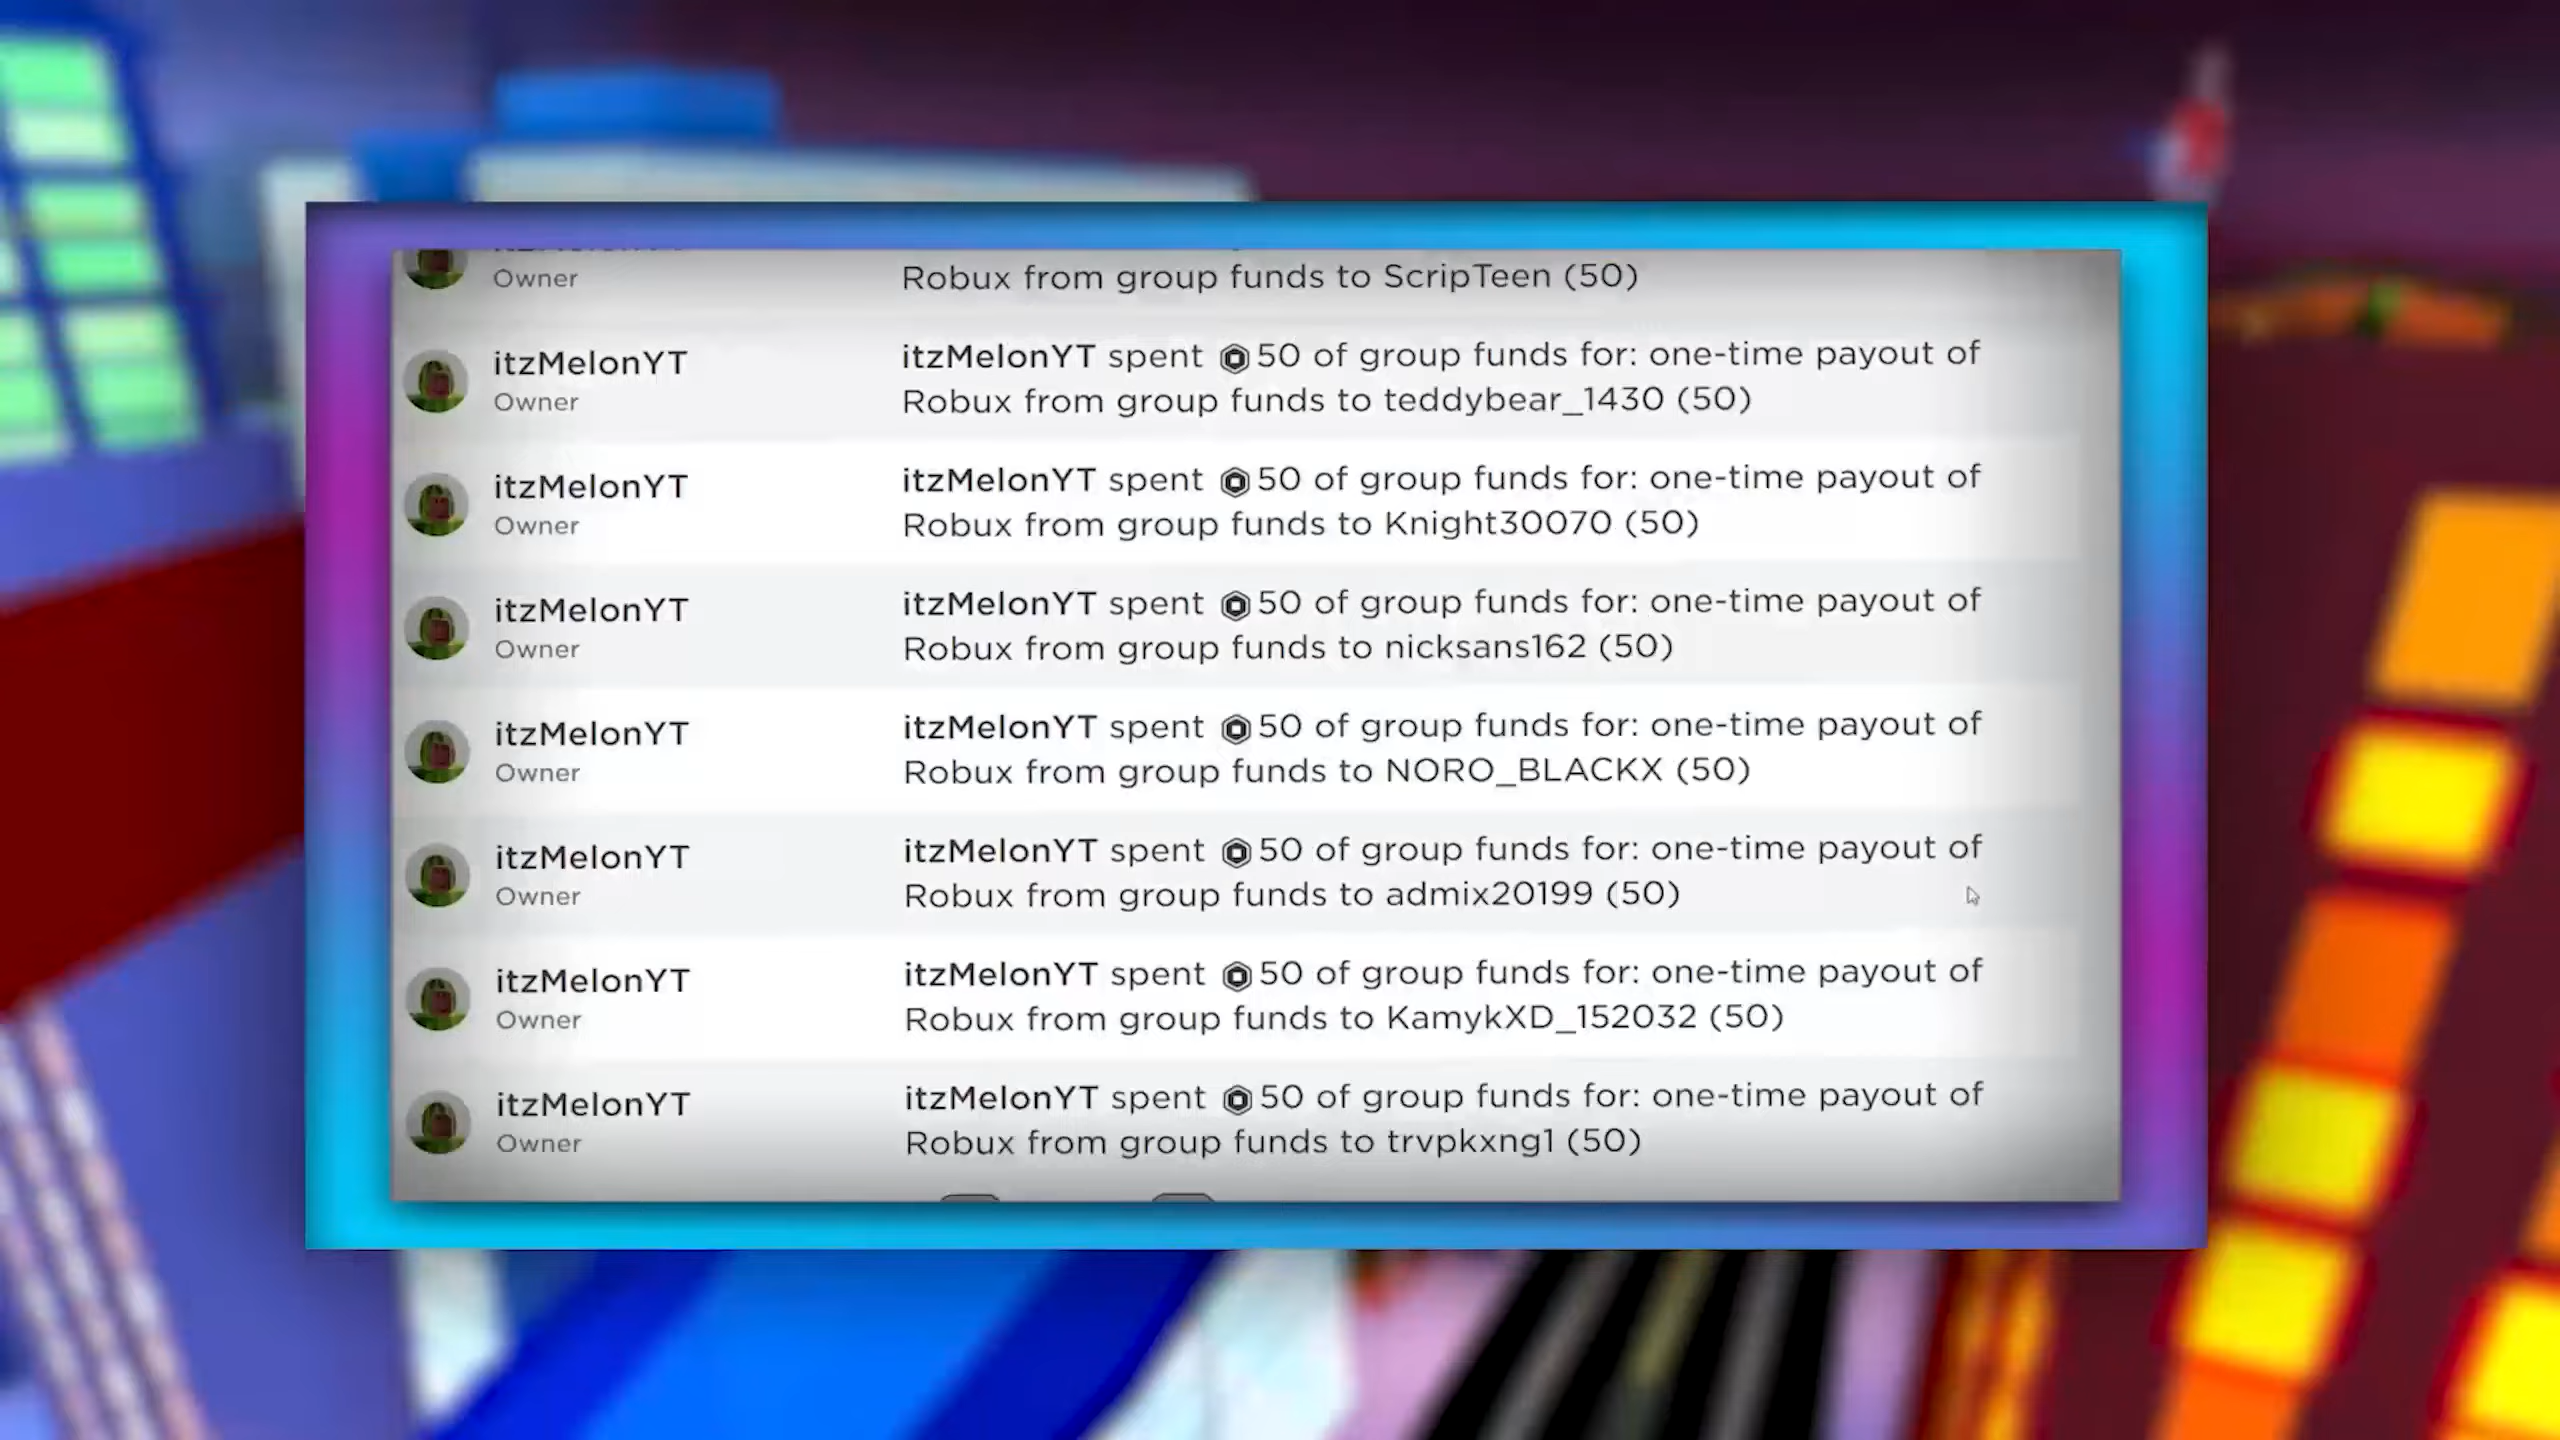 Owner
Robux from group funds to ScripTeen (50)
itzMelonYT
Owner
itzMelonYT spent 50 of group funds for: one-time payout of
Robux from group funds to teddybear_1430 (50)
itzMelonYT
Owner
itzMelonYT spent 50 of group funds for: one-time payout of
Robux from group funds to Knight30070 (50)
itzMelonYT
Owner
itzMelonYT spent 50 of group funds for: one-time payout of
Robux from group funds to nicksans162 (50)
itzMelonYT
Owner
itzMelonYT spent 50 of group funds for: one-time payout of
Robux from group funds to NORO_BLACKX (50)
itzMelonYT
Owner
itzMelonYT spent 50 of group funds for: one-time payout of
Robux from group funds to admix20199 (50)
itzMelonYT
Owner
itzMelonYT spent 50 of group funds for: one-time payout of
Robux from group funds to KamykXD_152032 (50)
itzMelonYT
Owner
itzMelonYT spent 50 of group funds for: one-time payout of
Robux from group funds to trvpkxng1 (50)